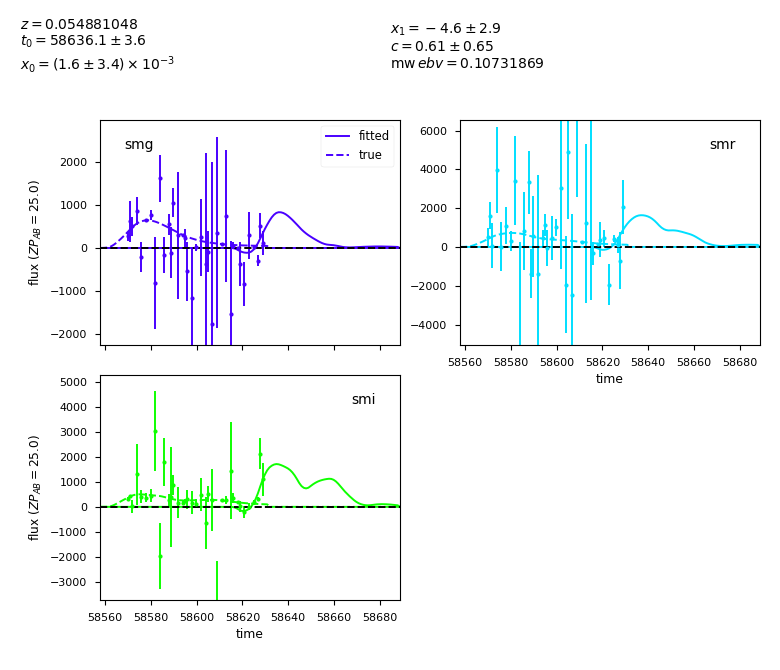 z = 0.054881048
t₀ = 58636.1 ± 3.6
x₀ = (1.6 ± 3.4) × 10⁻³
x₁ = −4.6 ± 2.9
c = 0.61 ± 0.65
mw ebv = 0.10731869
smg
fitted
true
2000
1000
0
−1000
−2000
flux (ZP_AB = 25.0)
smr
6000
4000
2000
0
−2000
−4000
58560 58580 58600 58620 58640 58660 58680
time
smi
5000
4000
3000
2000
1000
0
−1000
−2000
−3000
flux (ZP_AB = 25.0)
58560 58580 58600 58620 58640 58660 58680
time